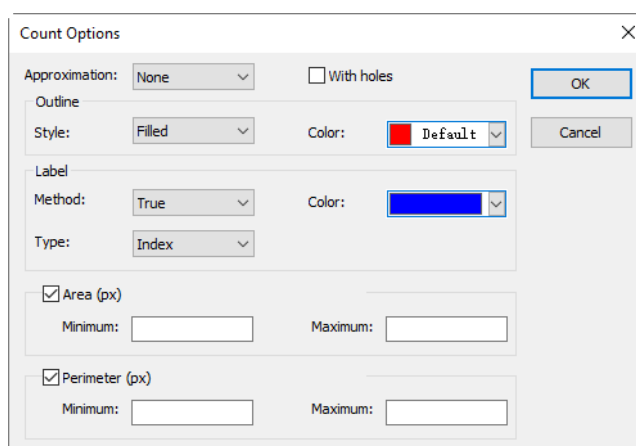 Count Options
Approximation: None With holes OK
Outline
Style: Filled Color: Default Cancel
Label
Method: True Color:
Type: Index
Area (px)
Minimum: Maximum:
Perimeter (px)
Minimum: Maximum: